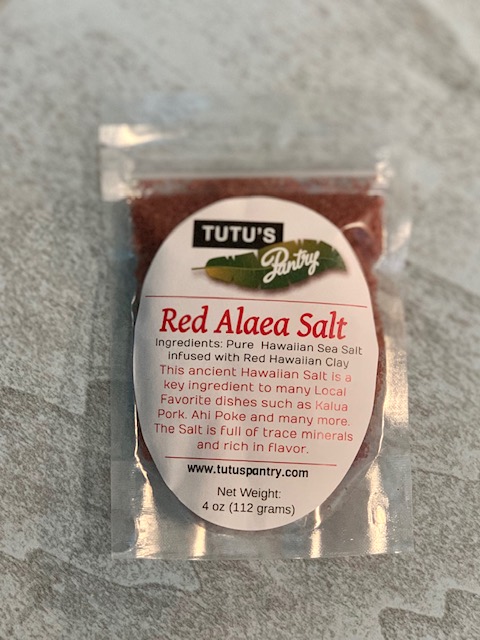 TUTU'S
Pantry
Red Alaea Salt
Ingredients: Pure Hawaiian Sea Salt
infused with Red Hawaiian Clay
This ancient Hawaiian Salt is a
key ingredient to many Local
Favorite dishes such as Kalua
Pork. Ahi Poke and many more.
The Salt is full of trace minerals
and rich in flavor.
www.tutuspantry.com
Net Weight:
4 oz (112 grams)